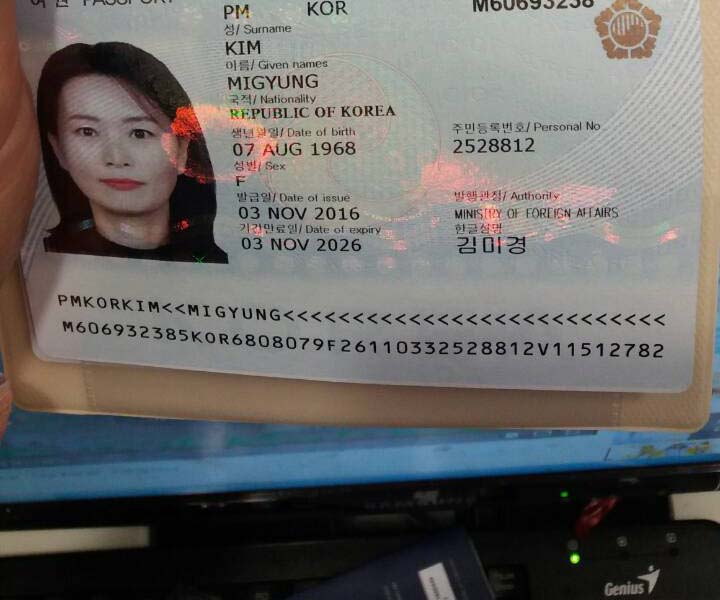 여권 PASSPORT
PM KOR M60693238
성/ Surname
KIM
이름/ Given names
MIGYUNG
국적/ Nationality
REPUBLIC OF KOREA
생년월일/ Date of birth 주민등록번호/ Personal No
07 AUG 1968 2528812
성별/ Sex
F
발급일/ Date of issue 발행관청/ Authority
03 NOV 2016 MINISTRY OF FOREIGN AFFAIRS
기간만료일/ Date of expiry 한글성명
03 NOV 2026 김미경
PMKORKIM<<MIGYUNG<<<<<<<<<<<<<<<<<<<<<<<<<<<
M606932385KOR6808079F26110332528812V11512782
Genius